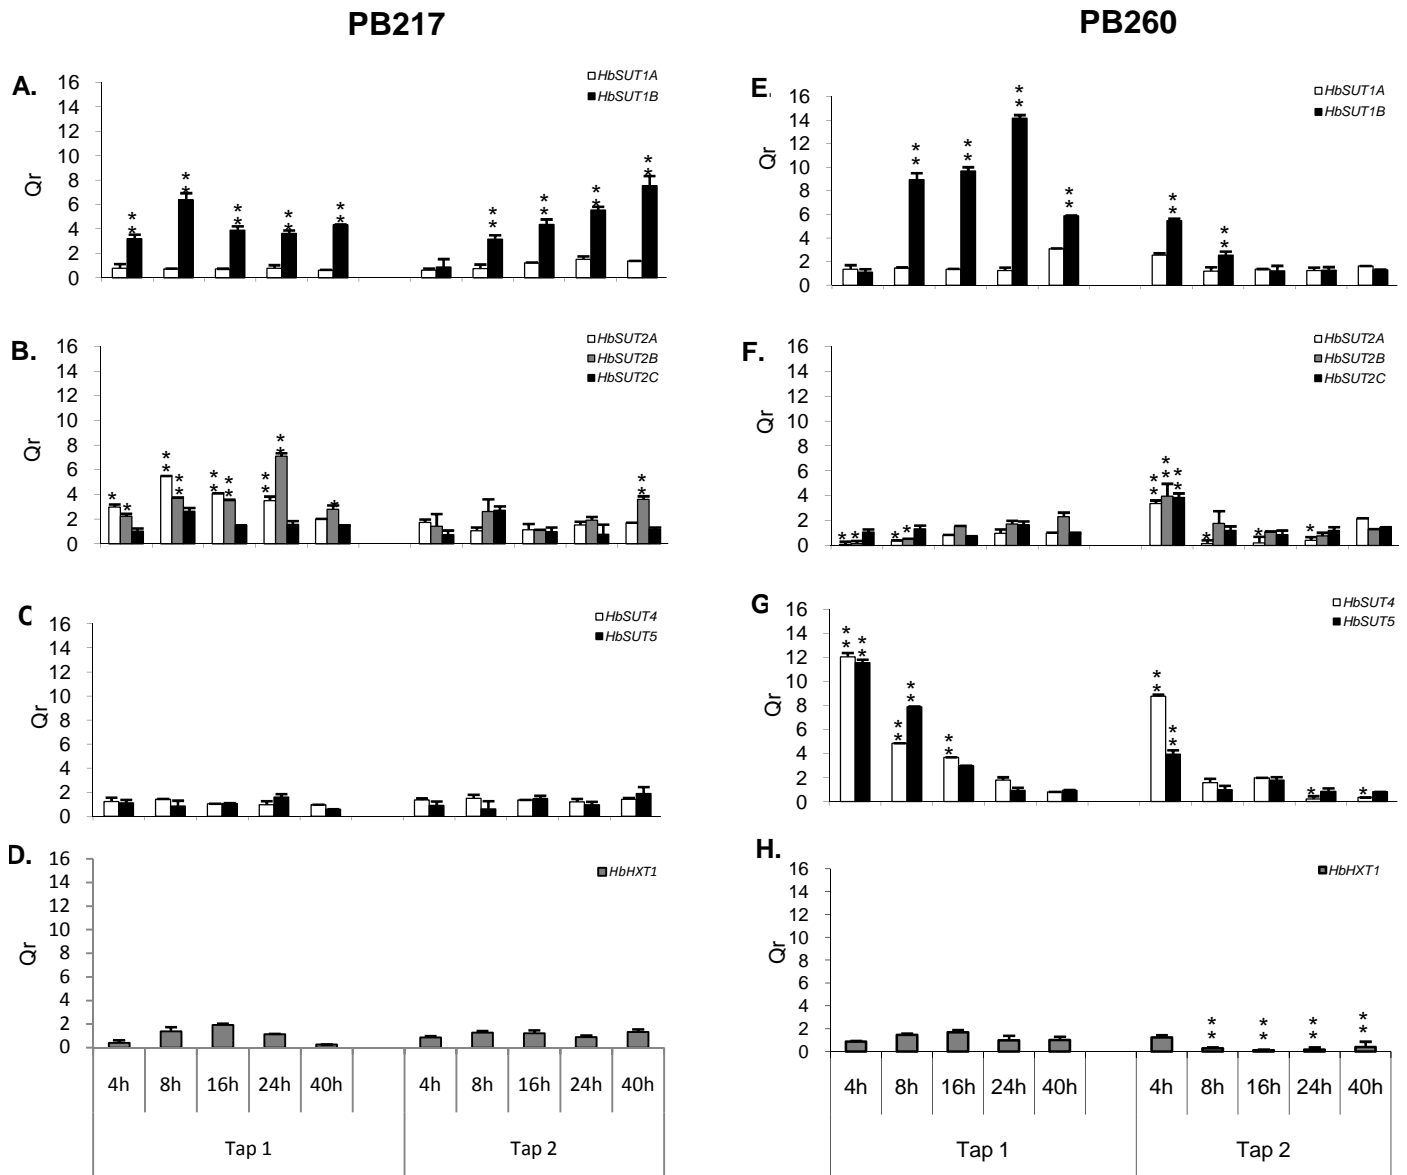 PB217
PB260
A.
Qr
16
14
12
10
8
6
4
2
0
HbSUT1A
HbSUT1B
* * * * * * * * * *
* * * * * * * *
E.
Qr
16
14
12
10
8
6
4
2
0
HbSUT1A
HbSUT1B
* * * * * * * *
* * * *
B.
Qr
16
14
12
10
8
6
4
2
0
HbSUT2A
HbSUT2B
HbSUT2C
* * * * * * * * * * * * *
* * *
F.
Qr
16
14
12
10
8
6
4
2
0
HbSUT2A
HbSUT2B
HbSUT2C
* * * *
* * * * * * * * *
C
Qr
16
14
12
10
8
6
4
2
0
HbSUT4
HbSUT5
G
Qr
16
14
12
10
8
6
4
2
0
HbSUT4
HbSUT5
* * * * * * * * * *
* * * * * *
D.
Qr
16
14
12
10
8
6
4
2
0
HbHXT1
4h 8h 16h 24h 40h 4h 8h 16h 24h 40h
Tap 1 Tap 2
H.
Qr
16
14
12
10
8
6
4
2
0
HbHXT1
* * * * * * * *
4h 8h 16h 24h 40h 4h 8h 16h 24h 40h
Tap 1 Tap 2